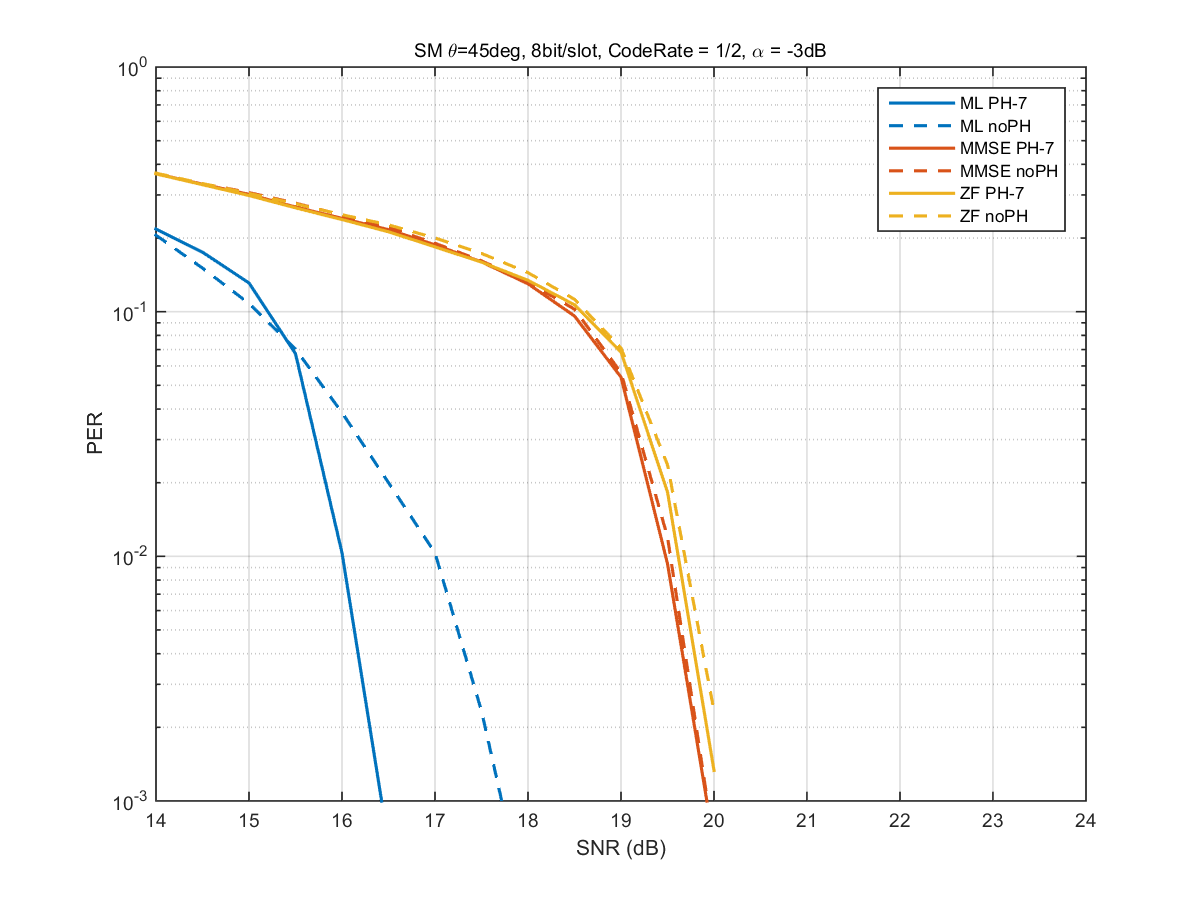 SM θ=45deg, 8bit/slot, CodeRate = 1/2, α = -3dB
10^0
ML PH-7
ML noPH
MMSE PH-7
MMSE noPH
ZF PH-7
ZF noPH
10^-1
PER
10^-2
10^-3
14 15 16 17 18 19 20 21 22 23 24
SNR (dB)